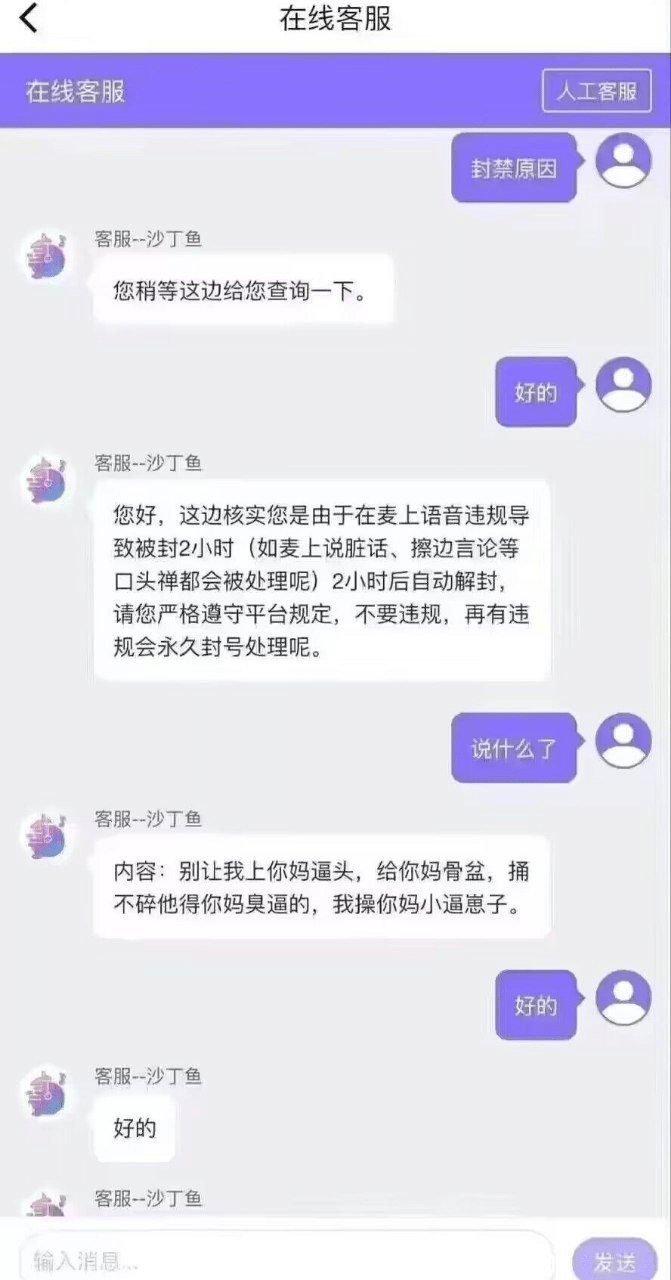 在线客服
在线客服
人工客服
封禁原因
客服--沙丁鱼
您稍等这边给您查询一下。
好的
客服--沙丁鱼
您好，这边核实您是由于在麦上语音违规导
致被封2小时（如麦上说脏话、擦边言论等
口头禅都会被处理呢）2小时后自动解封，
请您严格遵守平台规定，不要违规，再有违
规会永久封号处理呢。
说什么了
客服--沙丁鱼
内容：别让我上你妈逼头，给你妈骨盆，捅
不碎他得你妈臭逼的，我操你妈小逼崽子。
好的
客服--沙丁鱼
好的
客服--沙丁鱼
输入消息...
发送